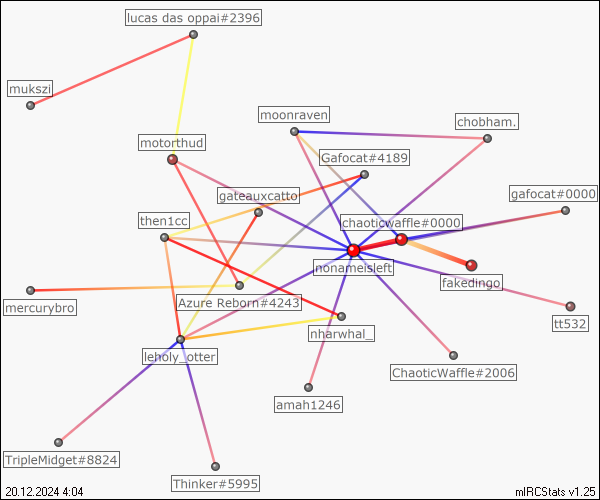 lucas das oppai#2396
mukszi
moonraven
chobham.
motorthud
Gafocat#4189
gateauxcatto
gafocat#0000
then1cc
chaoticwaffle#0000
nonameisleft
fakedingo
Azure Reborn#4243
mercurybro
tt532
nharwhal_
leholy_otter
ChaoticWaffle#2006
amah1246
TripleMidget#8824
Thinker#5995
20.12.2024 4:04
mIRCStats v1.25